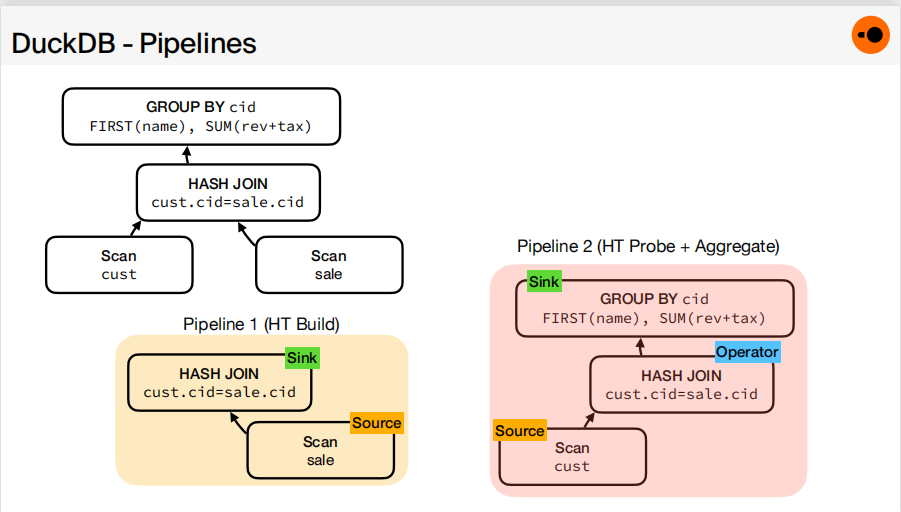 DuckDB - Pipelines
GROUP BY cid
FIRST(name), SUM(rev+tax)
HASH JOIN
cust.cid=sale.cid
Scan
cust
Scan
sale
Pipeline 1 (HT Build)
Sink
HASH JOIN
cust.cid=sale.cid
Source
Scan
sale
Pipeline 2 (HT Probe + Aggregate)
Sink
GROUP BY cid
FIRST(name), SUM(rev+tax)
Operator
HASH JOIN
cust.cid=sale.cid
Source
Scan
cust